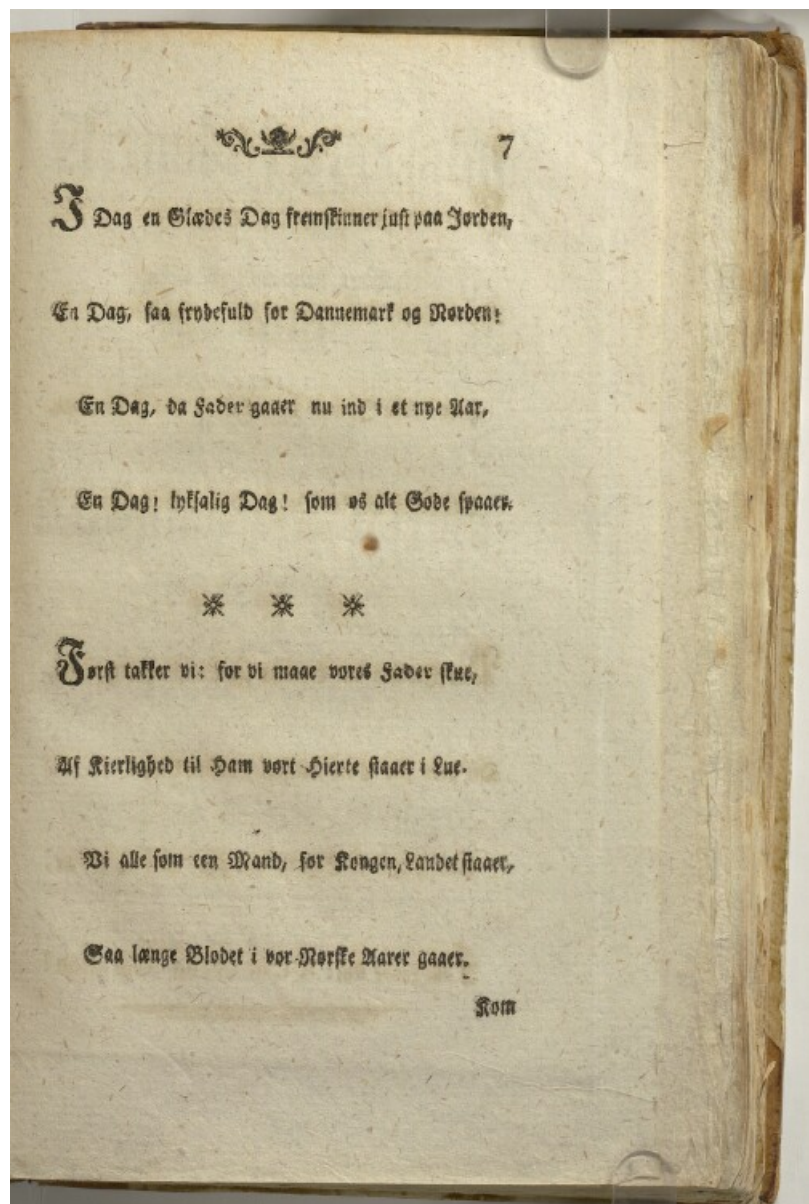 7
I Dag en Glædes Dag fremskinner just paa Jorden,
En Dag, saa frydefuld for Dannemark og Norden:
En Dag, da Fader gaaer nu ind i et nye Aar,
En Dag! lyksalig Dag! som os alt Gode spaaer.
Først takker vi: for vi maae vores Fader skue,
Af Kierlighed til Ham vort Hierte staaer i Lue.
Vi alle som een Mand, for Kongen, Landet staaer,
Saa længe Blodet i vor Norske Aarer gaaer.
Kom